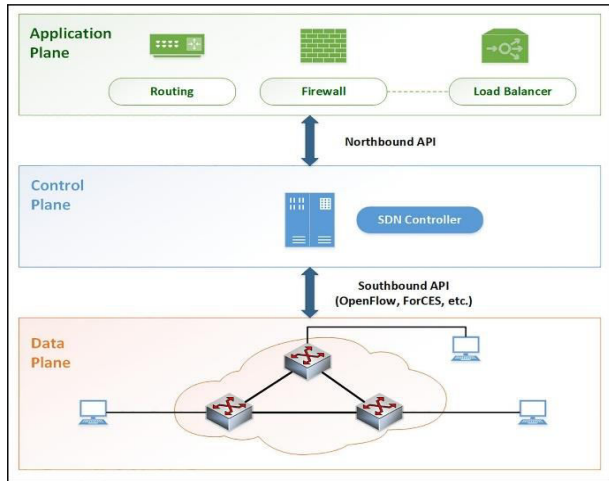 Application
Plane
Routing
Firewall
Load Balancer
Northbound API
Control
Plane
SDN Controller
Southbound API
(OpenFlow, ForCES, etc.)
Data
Plane